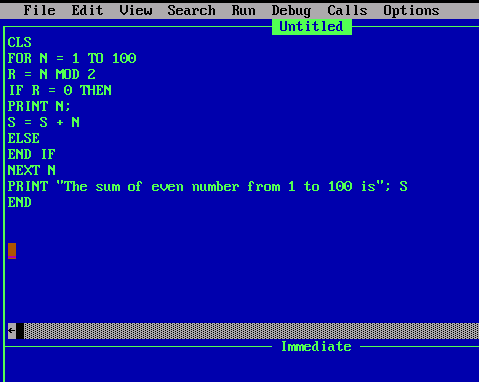 File Edit View Search Run Debug Calls Options
Untitled
CLS
FOR N = 1 TO 100
R = N MOD 2
IF R = 0 THEN
PRINT N;
S = S + N
ELSE
END IF
NEXT N
PRINT "The sum of even number from 1 to 100 is"; S
END
Immediate